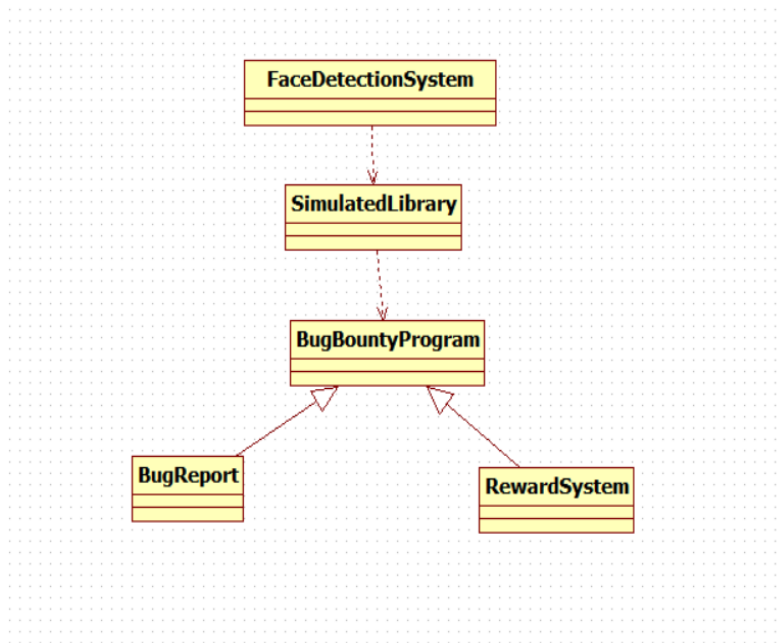 FaceDetectionSystem
SimulatedLibrary
BugBountyProgram
BugReport
RewardSystem